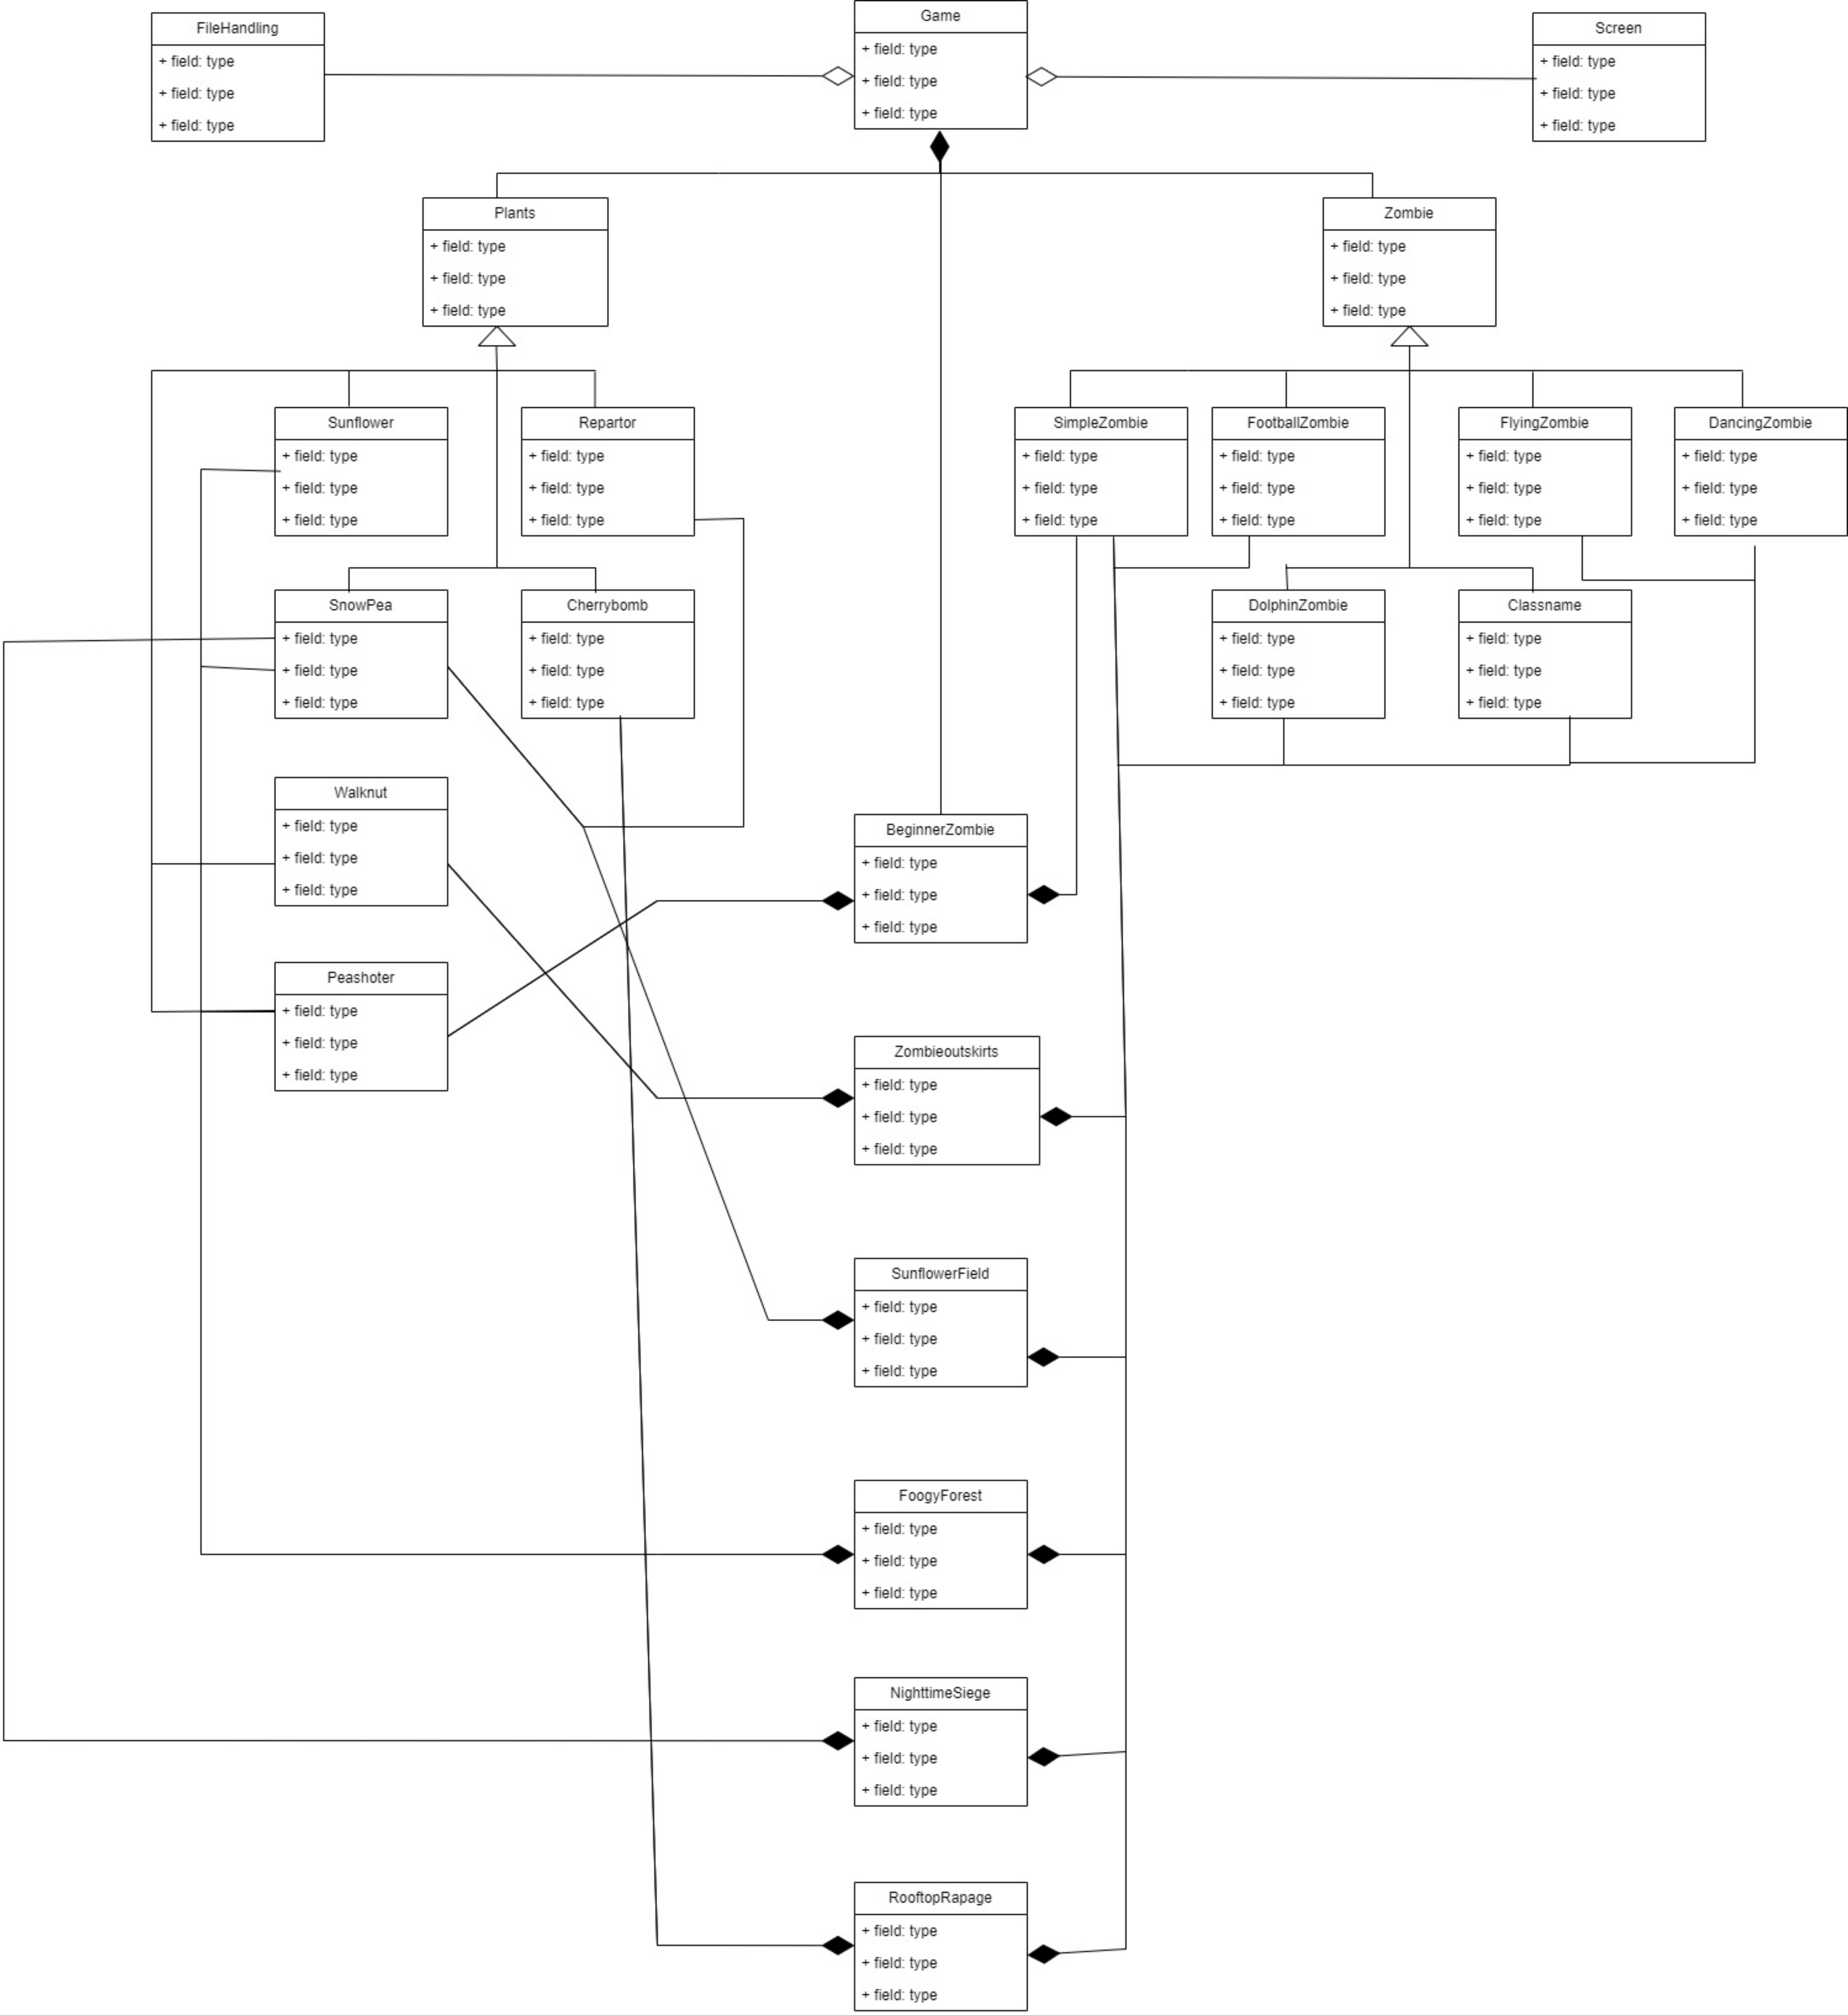 FileHandling
+ field: type
+ field: type
+ field: type
Game
+ field: type
+ field: type
+ field: type
Screen
+ field: type
+ field: type
+ field: type
Plants
+ field: type
+ field: type
+ field: type
Zombie
+ field: type
+ field: type
+ field: type
Sunflower
+ field: type
+ field: type
+ field: type
Repartor
+ field: type
+ field: type
+ field: type
SimpleZombie
+ field: type
+ field: type
+ field: type
FootballZombie
+ field: type
+ field: type
+ field: type
FlyingZombie
+ field: type
+ field: type
+ field: type
DancingZombie
+ field: type
+ field: type
+ field: type
SnowPea
+ field: type
+ field: type
+ field: type
Cherrybomb
+ field: type
+ field: type
+ field: type
DolphinZombie
+ field: type
+ field: type
+ field: type
Classname
+ field: type
+ field: type
+ field: type
Walknut
+ field: type
+ field: type
+ field: type
BeginnerZombie
+ field: type
+ field: type
+ field: type
Peashoter
+ field: type
+ field: type
+ field: type
Zombieoutskirts
+ field: type
+ field: type
+ field: type
SunflowerField
+ field: type
+ field: type
+ field: type
FoogyForest
+ field: type
+ field: type
+ field: type
NighttimeSiege
+ field: type
+ field: type
+ field: type
RooftopRapage
+ field: type
+ field: type
+ field: type